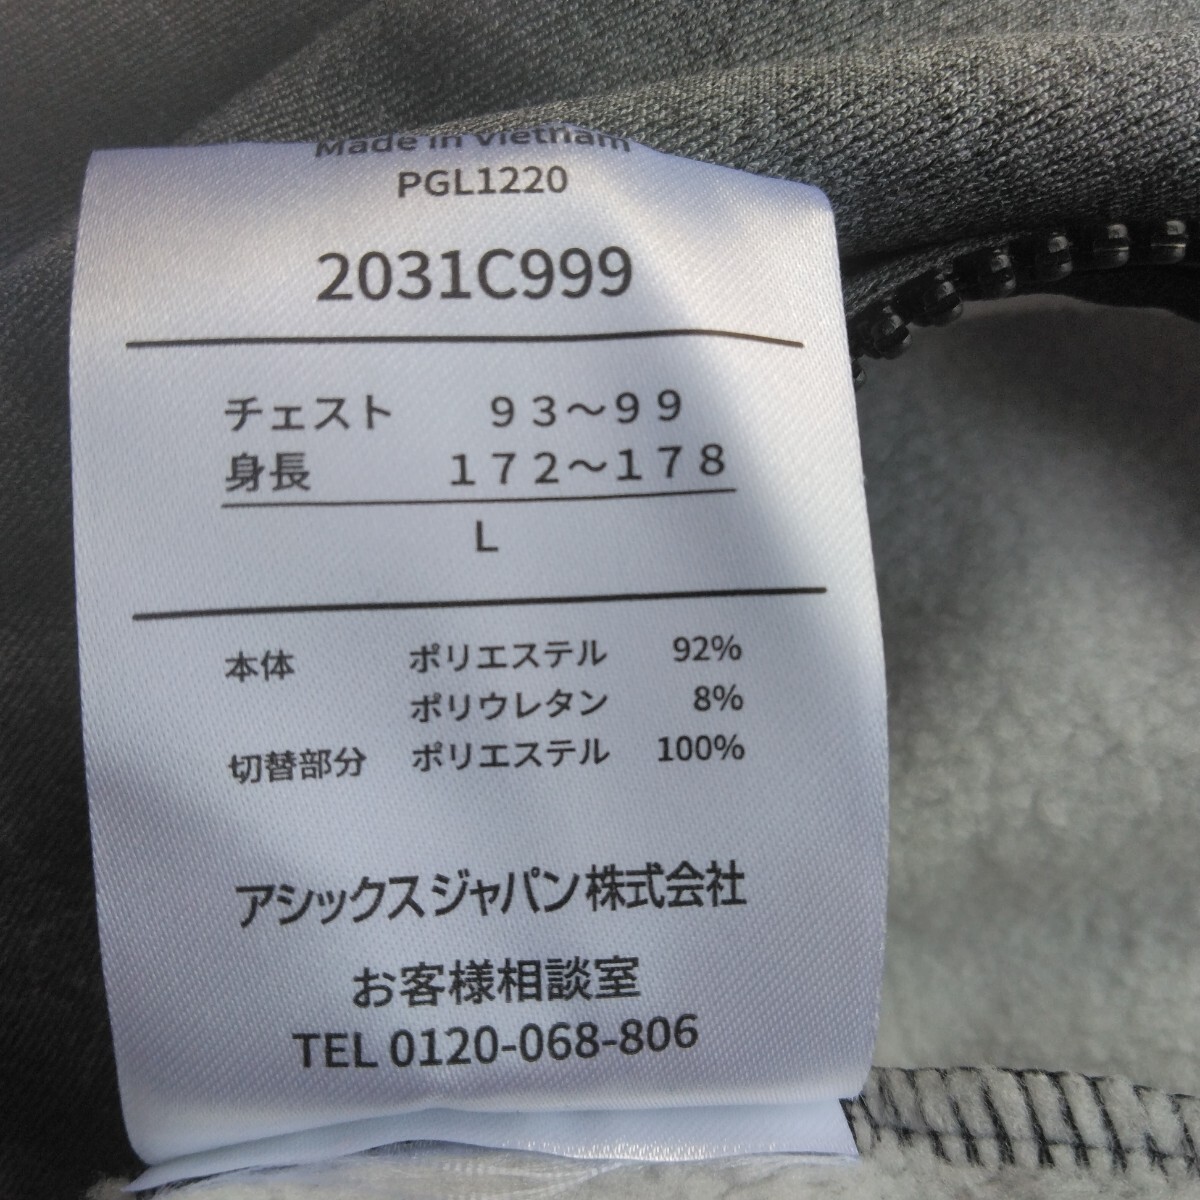 Made in Vietnam
PGL1220
2031C999
チェスト ９３～９９
身長 １７２～１７８
L
本体 ポリエステル 92%
ポリウレタン 8%
切替部分 ポリエステル 100%
アシックスジャパン株式会社
お客様相談室
TEL 0120-068-806